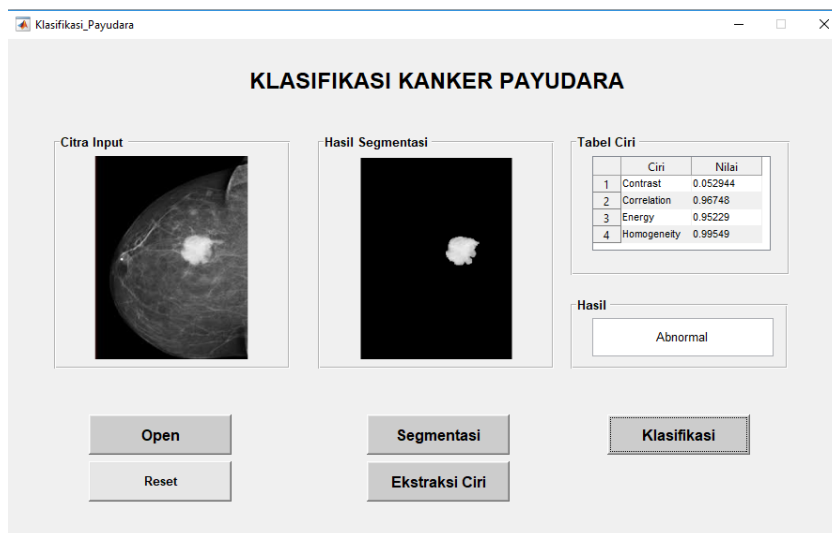 Klasifikasi_Payudara
KLASIFIKASI KANKER PAYUDARA
Citra Input
Hasil Segmentasi
Tabel Ciri
Ciri Nilai
1 Contrast 0.052944
2 Correlation 0.96748
3 Energy 0.95229
4 Homogeneity 0.99549
Hasil
Abnormal
Open
Segmentasi
Klasifikasi
Reset
Ekstraksi Ciri